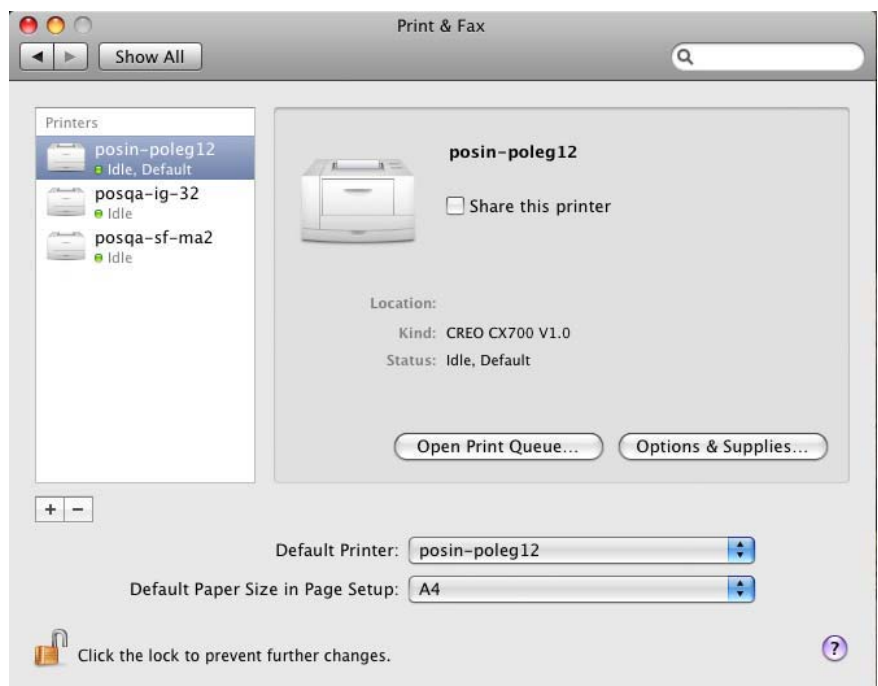 Print & Fax
Show All
Printers
posin-poleg12
Idle, Default
posqa-ig-32
Idle
posqa-sf-ma2
Idle
posin-poleg12
Share this printer
Location:
Kind: CREO CX700 V1.0
Status: Idle, Default
Open Print Queue...
Options & Supplies...
+ −
Default Printer: posin-poleg12
Default Paper Size in Page Setup: A4
Click the lock to prevent further changes.
?